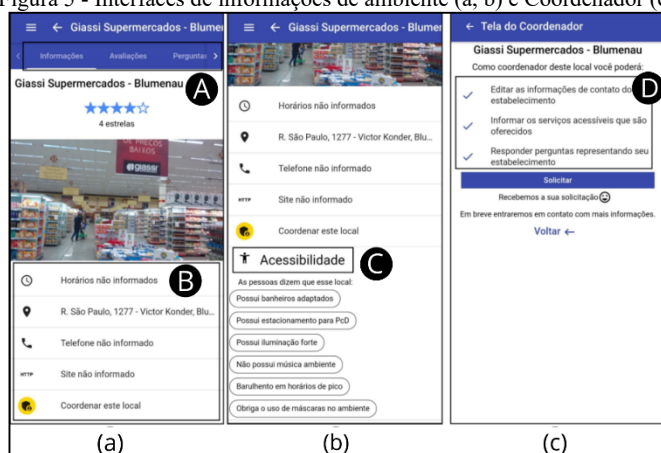 Figura 5 - Interfaces de informações de ambiente (a, b) e Coordenador (c
Giassi Supermercados - Blumer
Informações Avaliações Pergunta
A
Giassi Supermercados - Blumenau
4 estrelas
DE PREÇOS
BAIXOS
giassi
B
Horários não informados
R. São Paulo, 1277 - Victor Konder, Blu...
Telefone não informado
HTTP Site não informado
Coordenar este local
(a)
Giassi Supermercados - Blumer
Horários não informados
R. São Paulo, 1277 - Victor Konder, Blu...
Telefone não informado
HTTP Site não informado
Coordenar este local
Acessibilidade
C
As pessoas dizem que esse local:
Possui banheiros adaptados
Possui estacionamento para PcD
Possui iluminação forte
Não possui música ambiente
Barulhento em horários de pico
Obriga o uso de máscaras no ambiente
(b)
Tela do Coordenador
Giassi Supermercados - Blumenau
Como coordenador deste local você poderá:
D
Editar as informações de contato do
estabelecimento
Informar os serviços acessíveis que são
oferecidos
Responder perguntas representando seu
estabelecimento
Solicitar
Recebemos a sua solicitação
Em breve entraremos em contato com mais informações.
Voltar
(c)